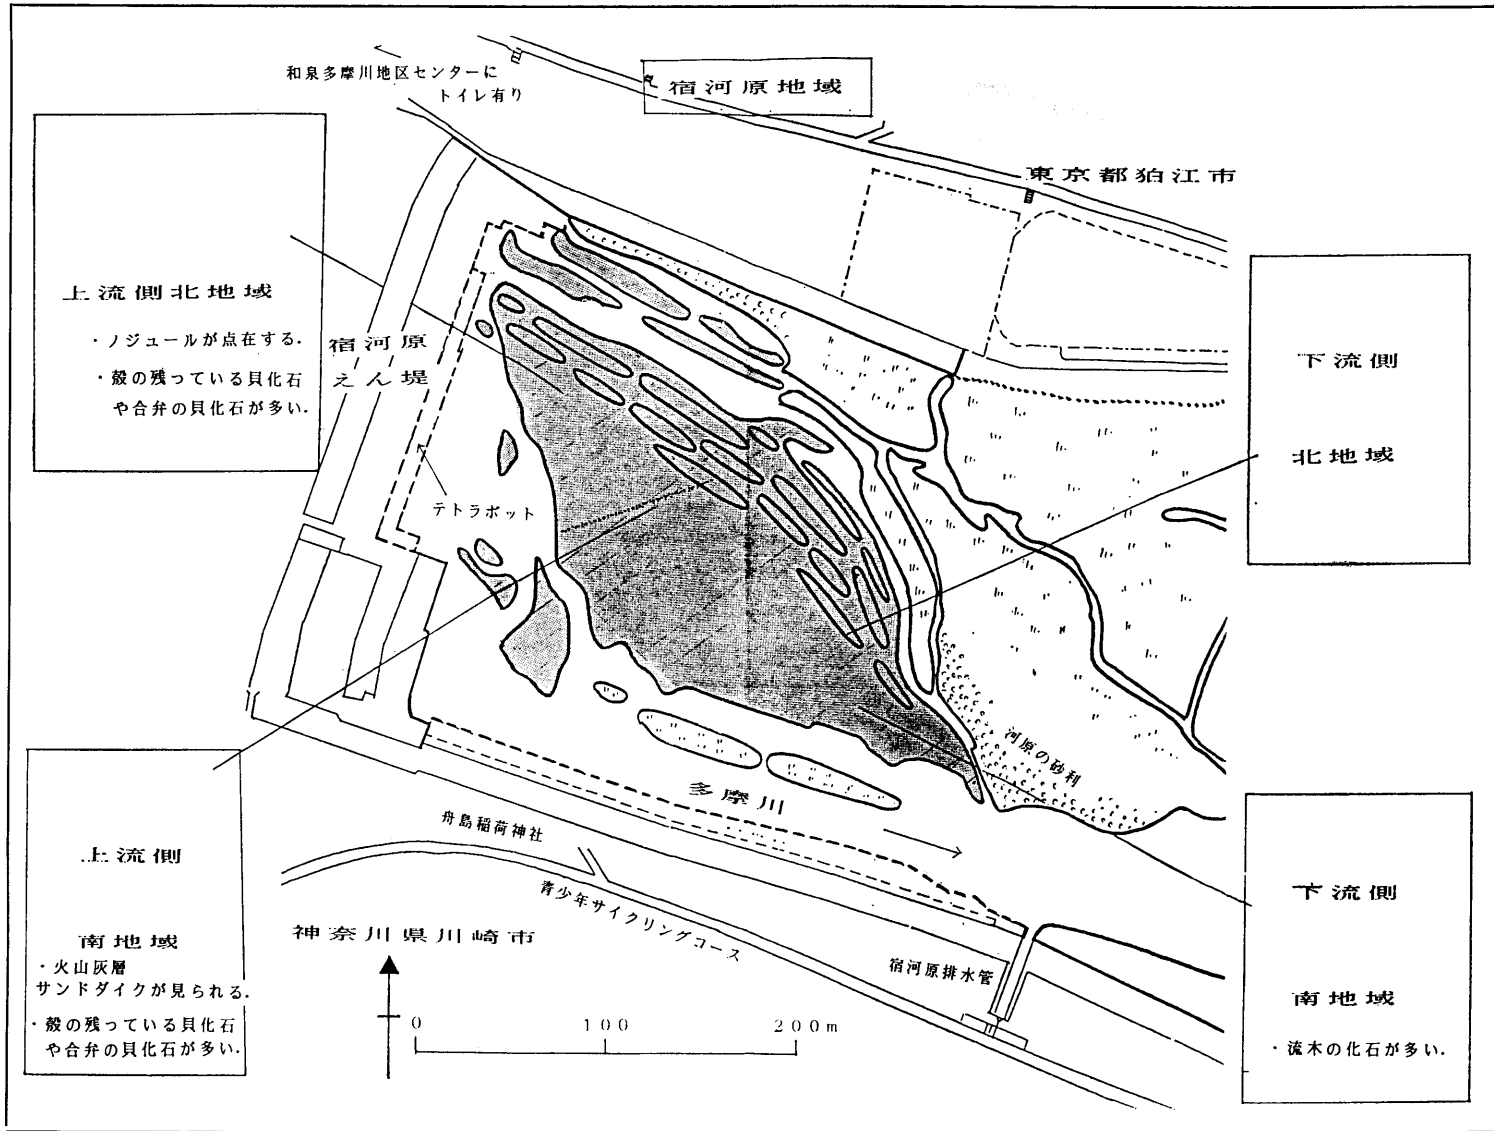 和泉多摩川地区センターに
トイレ有り
宿河原地域
東京都狛江市
上流側北地域
・ノジュールが点在する.
・殻の残っている貝化石
や合弁の貝化石が多い.
宿河原
えん堤
テトラポット
下流側
北地域
河原の砂利
多摩川
舟島稲荷神社
青少年サイクリングコース
神奈川県川崎市
宿河原排水管
上流側
南地域
・火山灰層
サンドダイクが見られる.
・殻の残っている貝化石
や合弁の貝化石が多い.
下流側
南地域
・流木の化石が多い.
0 100 200m